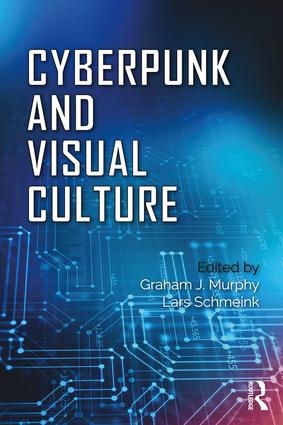 CYBERPUNK
AND
VISUAL
CULTURE
Edited by
Graham J. Murphy
Lars Schmeink
ROUTLEDGE